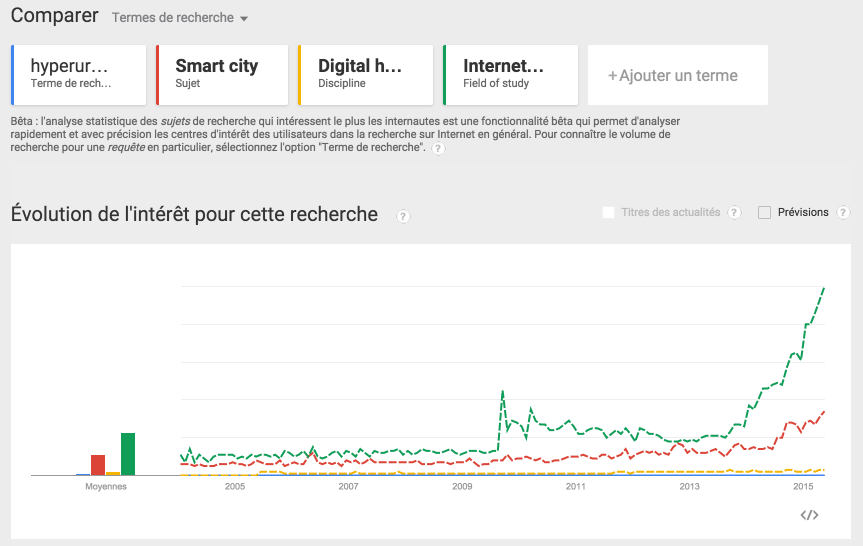 Comparer Termes de recherche
hyperur... Smart city Digital h... Internet...
Terme de rech... Sujet Discipline Field of study
+Ajouter un terme
Bêta : l'analyse statistique des sujets de recherche qui intéressent le plus les internautes est une fonctionnalité bêta qui permet d'analyser
rapidement et avec précision les centres d'intérêt des utilisateurs dans la recherche sur Internet en général. Pour connaître le volume de
recherche pour une requête en particulier, sélectionnez l'option "Terme de recherche". ?
Évolution de l'intérêt pour cette recherche ?
Titres des actualités ? Prévisions ?
Moyennes 2005 2007 2009 2011 2013 2015
</>